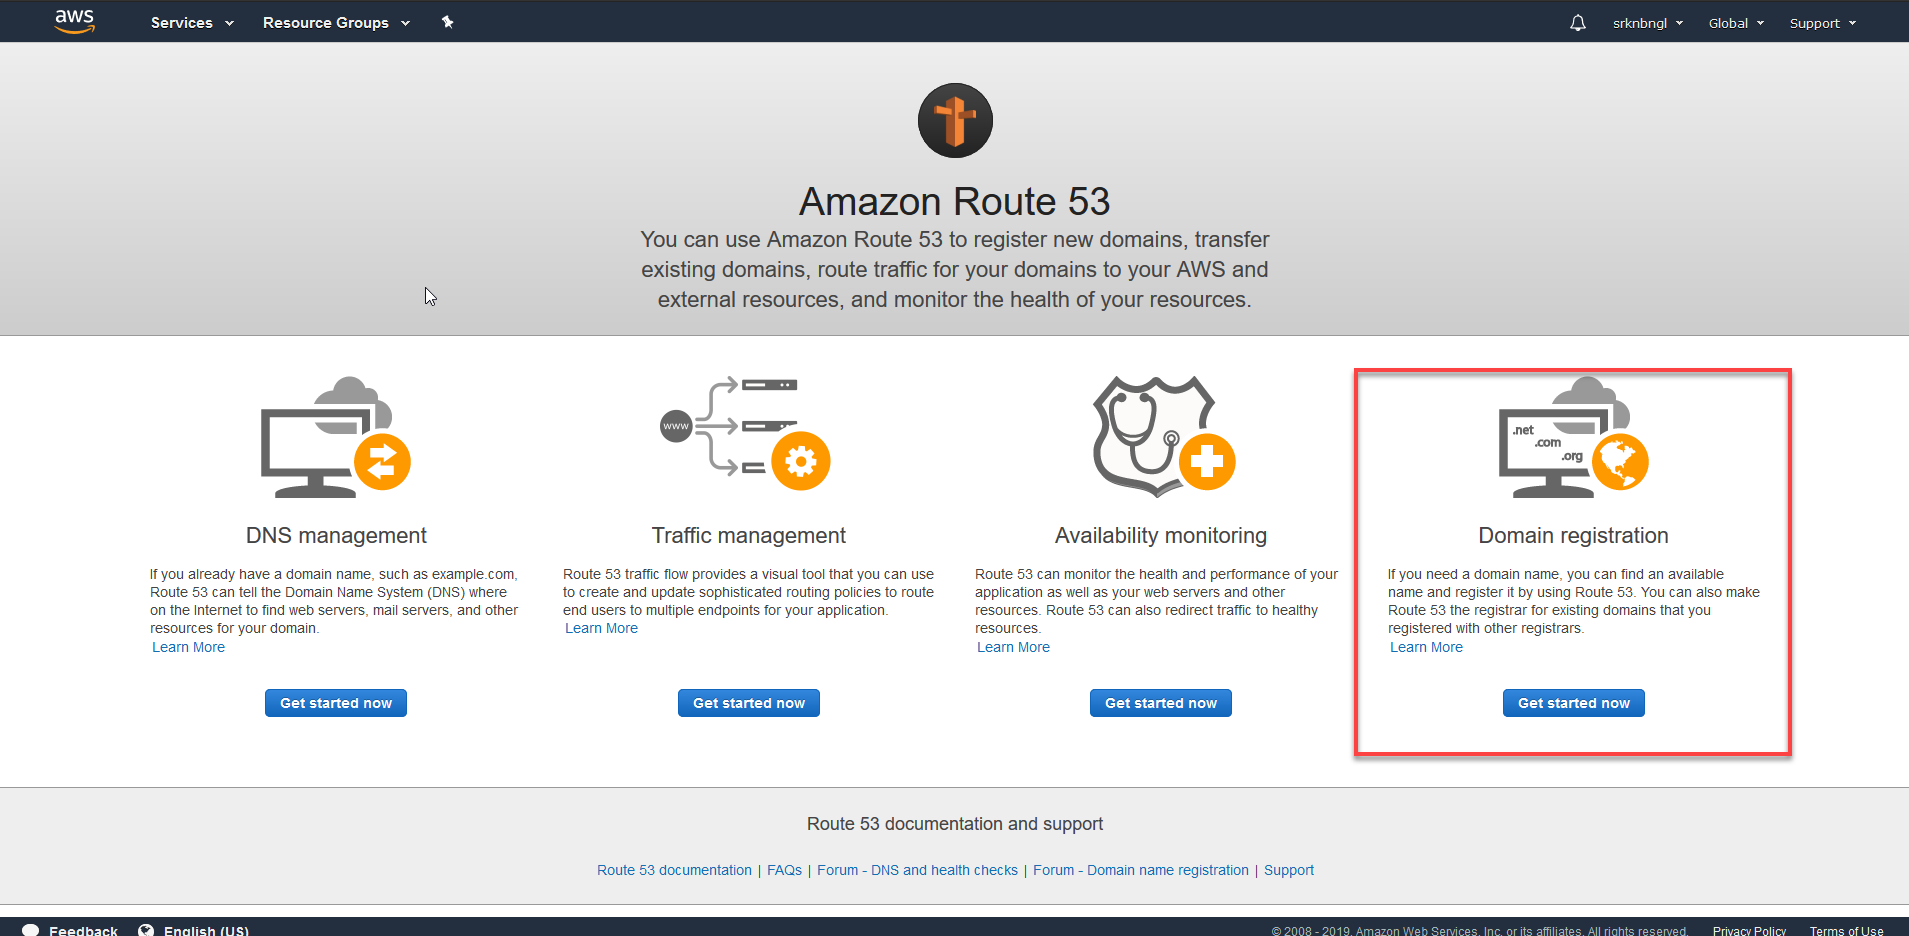 aws
Services
Resource Groups
srknbngl
Global
Support
Amazon Route 53
You can use Amazon Route 53 to register new domains, transfer
existing domains, route traffic for your domains to your AWS and
external resources, and monitor the health of your resources.
DNS management
If you already have a domain name, such as example.com,
Route 53 can tell the Domain Name System (DNS) where
on the Internet to find web servers, mail servers, and other
resources for your domain.
Learn More
Get started now
www
Traffic management
Route 53 traffic flow provides a visual tool that you can use
to create and update sophisticated routing policies to route
end users to multiple endpoints for your application.
Learn More
Get started now
Availability monitoring
Route 53 can monitor the health and performance of your
application as well as your web servers and other
resources. Route 53 can also redirect traffic to healthy
resources.
Learn More
Get started now
.net
.com
.org
Domain registration
If you need a domain name, you can find an available
name and register it by using Route 53. You can also make
Route 53 the registrar for existing domains that you
registered with other registrars.
Learn More
Get started now
Route 53 documentation and support
Route 53 documentation | FAQs | Forum - DNS and health checks | Forum - Domain name registration | Support
Feedback
English (US)
© 2008 - 2019, Amazon Web Services, Inc. or its affiliates. All rights reserved.
Privacy Policy
Terms of Use